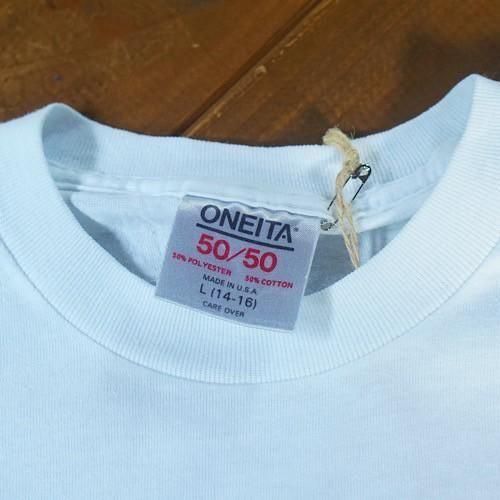 ONEITA®
50/50
50% POLYESTER 50% COTTON
MADE IN U.S.A.
L (14-16)
CARE OVER